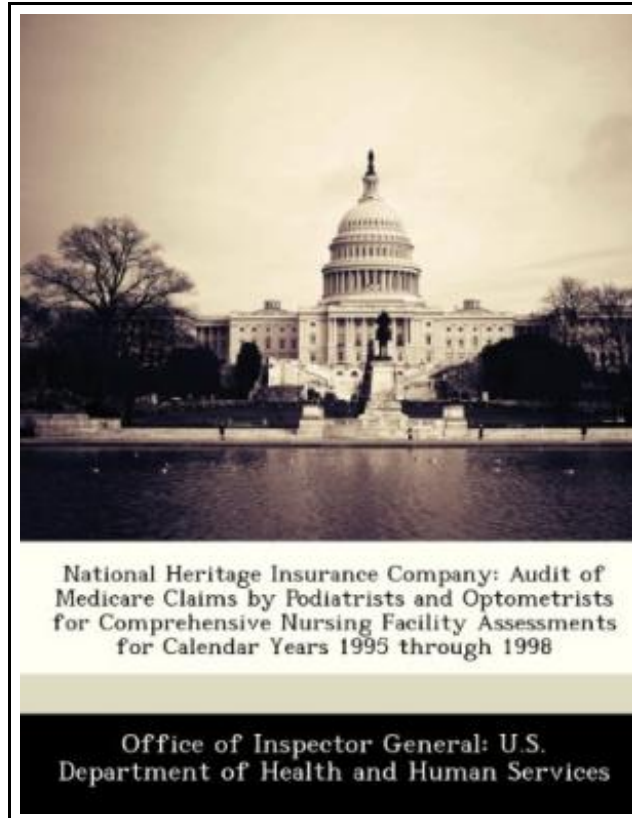 National Heritage Insurance Company: Audit of
Medicare Claims by Podiatrists and Optometrists
for Comprehensive Nursing Facility Assessments
for Calendar Years 1995 through 1998
Office of Inspector General: U.S.
Department of Health and Human Services